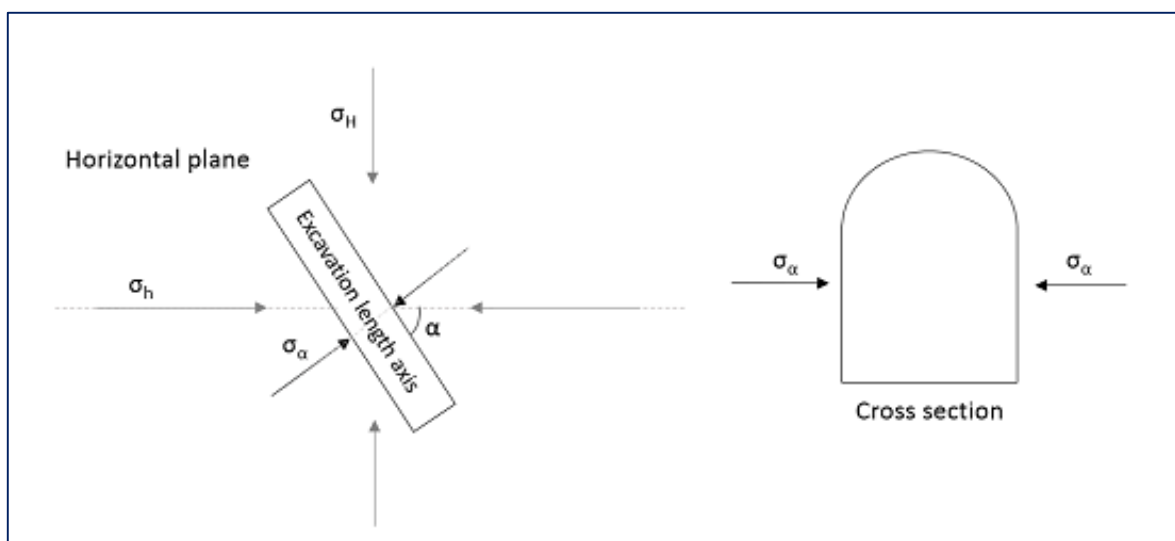 σH
Horizontal plane
Excavation length axis
σh
α
σα
σα
σα
Cross section